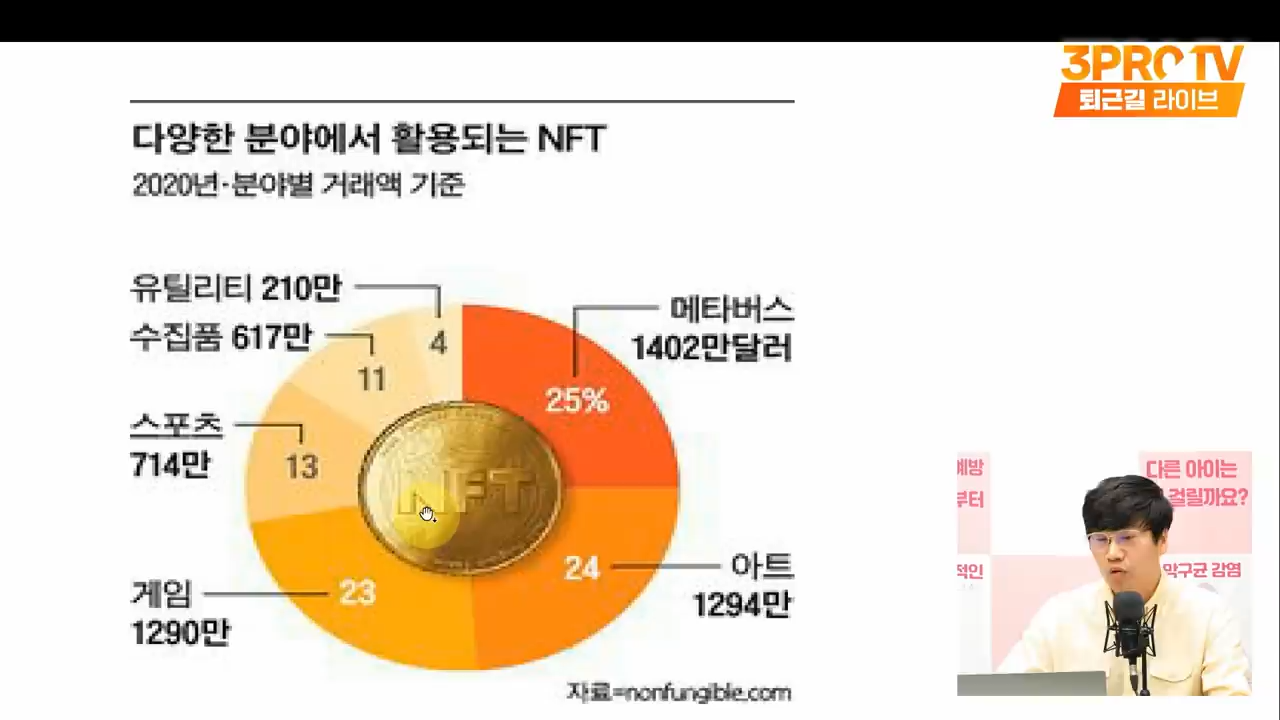 3PRO TV
퇴근길 라이브
다양한 분야에서 활용되는 NFT
2020년·분야별 거래액 기준
유틸리티 210만
4
수집품 617만
11
스포츠
714만
13
게임
1290만
23
메타버스
1402만달러
25%
아트
1294만
24
NFT
자료=nonfungible.com
예방
부터
적인
다른 아이는
걸릴까요?
막구균 감염